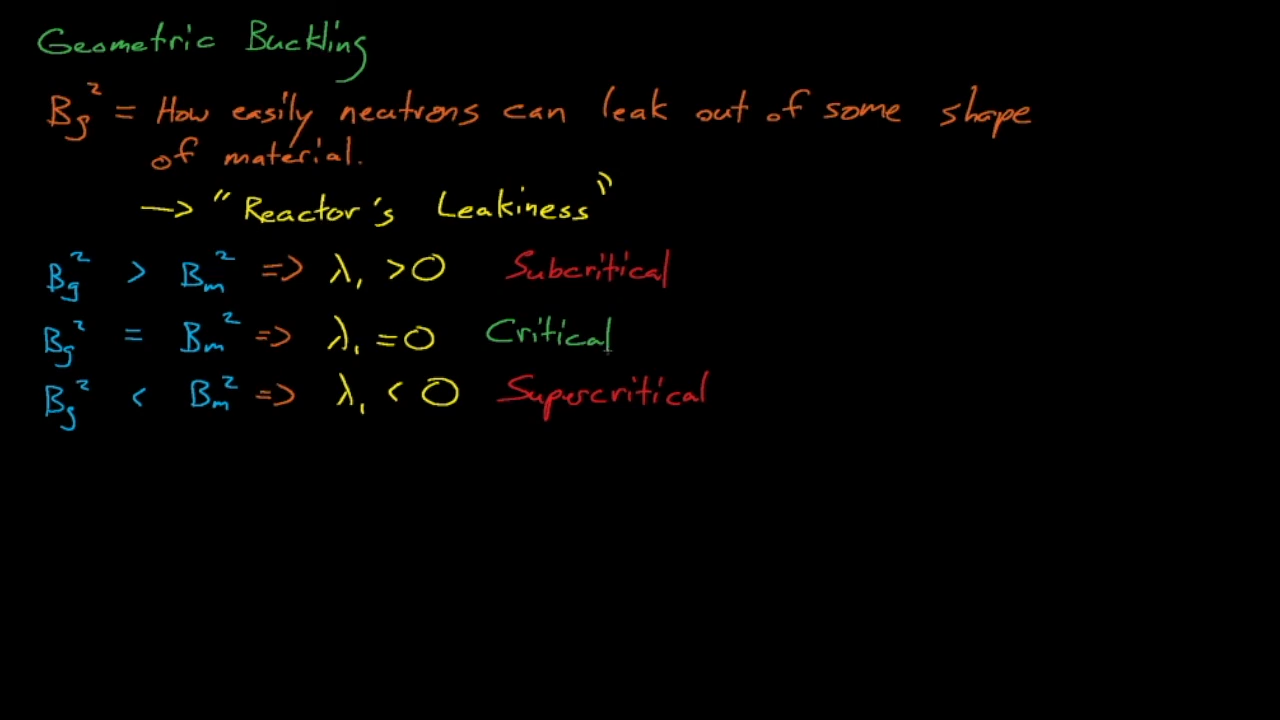 Geometric Buckling
Bg² = How easily neutrons can leak out of some shape
of material.
→ "Reactor's Leakiness"
Bg² > Bm² => λ₁ > 0 Subcritical
Bg² = Bm² => λ₁ = 0 Critical
Bg² < Bm² => λ₁ < 0 Supercritical